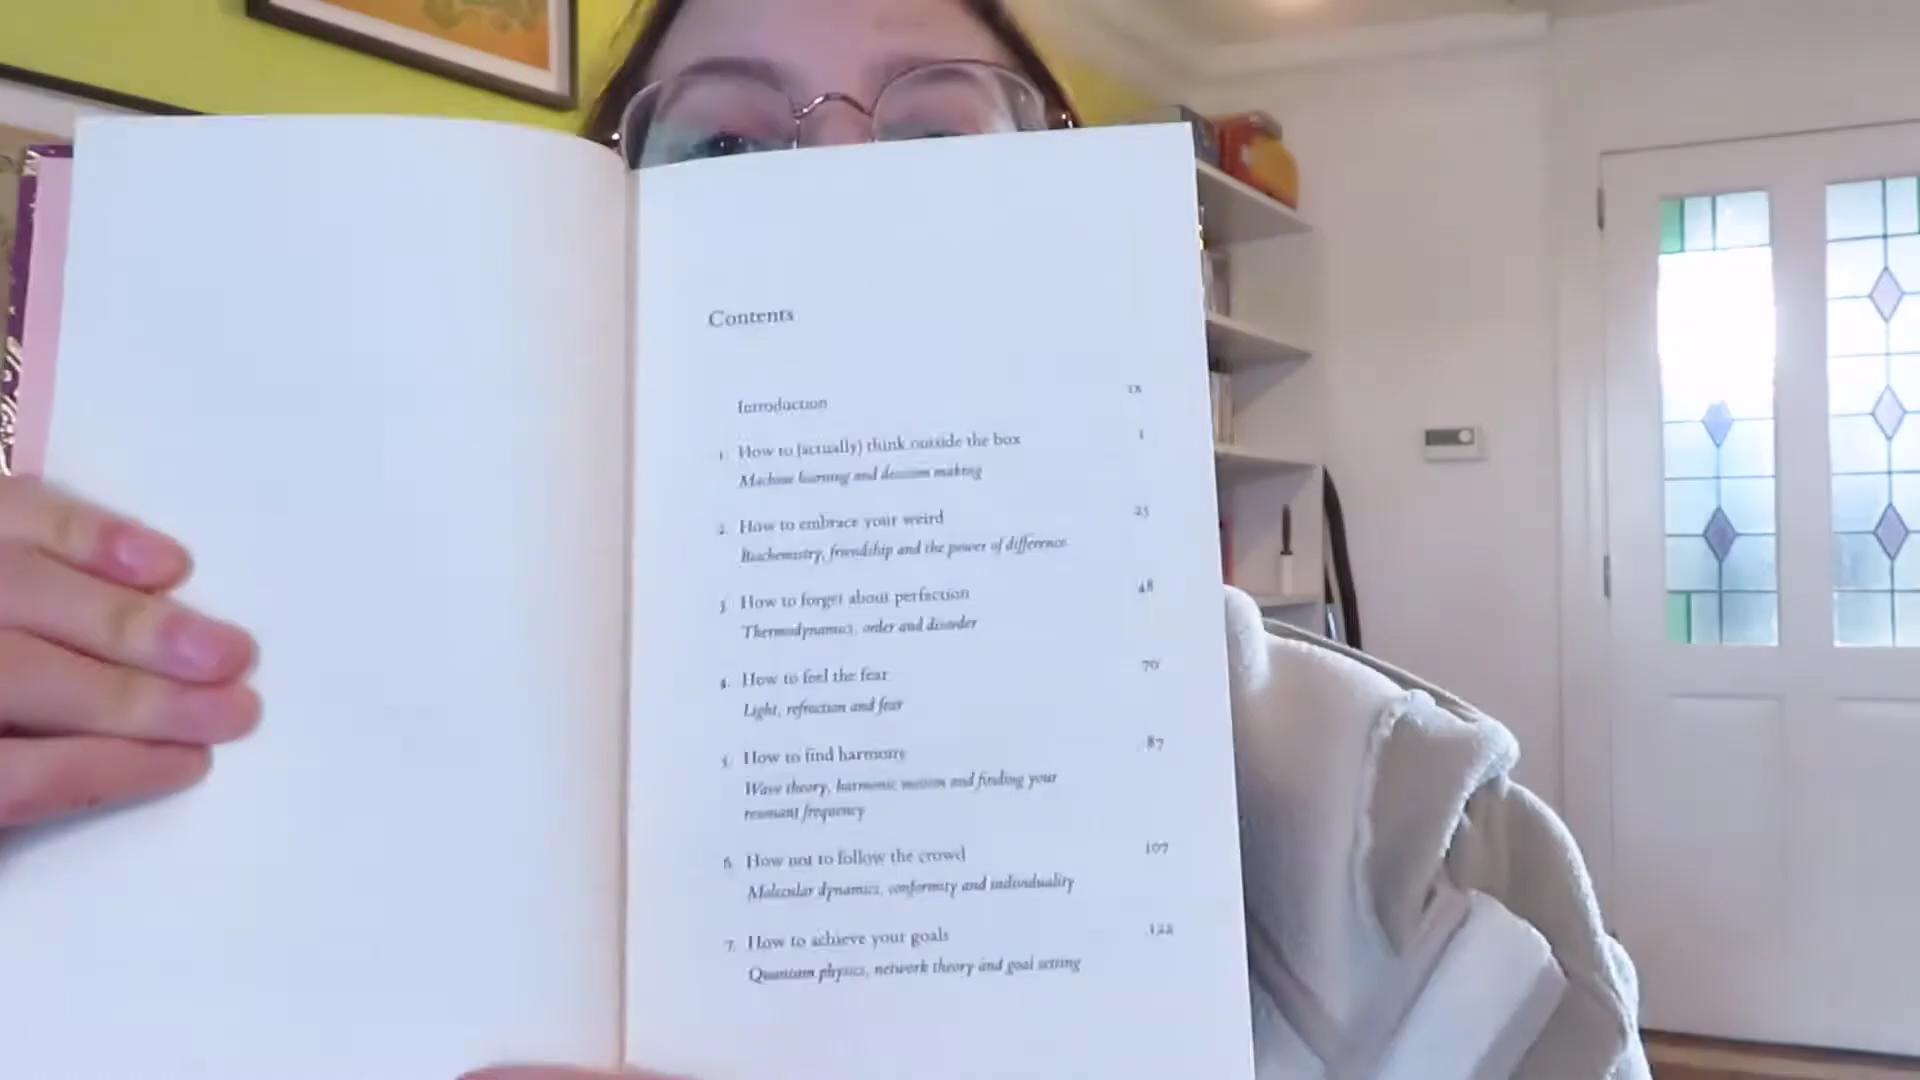 Contents
Introduction ix
1. How to (actually) think outside the box 1
Machine learning and decision making
2. How to embrace your weird 25
Biochemistry, friendship and the power of difference
3. How to forget about perfection 48
Thermodynamics, order and disorder
4. How to feel the fear 70
Light, refraction and fear
5. How to find harmony 87
Wave theory, harmonic motion and finding your
resonant frequency
6. How not to follow the crowd 107
Molecular dynamics, conformity and individuality
7. How to achieve your goals 122
Quantum physics, network theory and goal setting